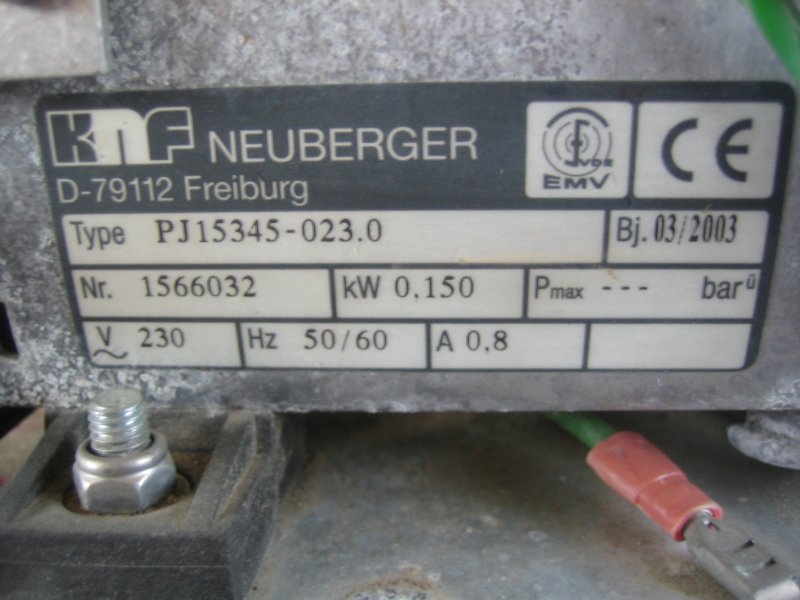 KNF NEUBERGER
D-79112 Freiburg
VDE
EMV
CE
Type PJ15345-023.0 Bj. 03/2003
Nr. 1566032 kW 0,150 Pmax --- barü
V~ 230 Hz 50/60 A 0,8